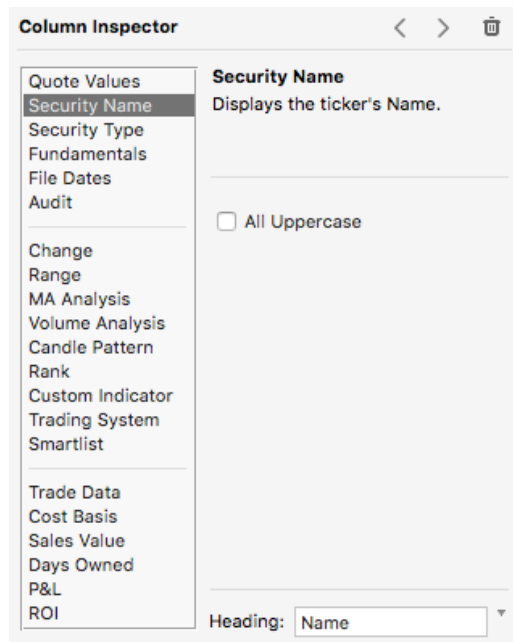 Column Inspector
Quote Values
Security Name
Security Type
Fundamentals
File Dates
Audit
Change
Range
MA Analysis
Volume Analysis
Candle Pattern
Rank
Custom Indicator
Trading System
Smartlist
Trade Data
Cost Basis
Sales Value
Days Owned
P&L
ROI
Security Name
Displays the ticker's Name.
All Uppercase
Heading: Name